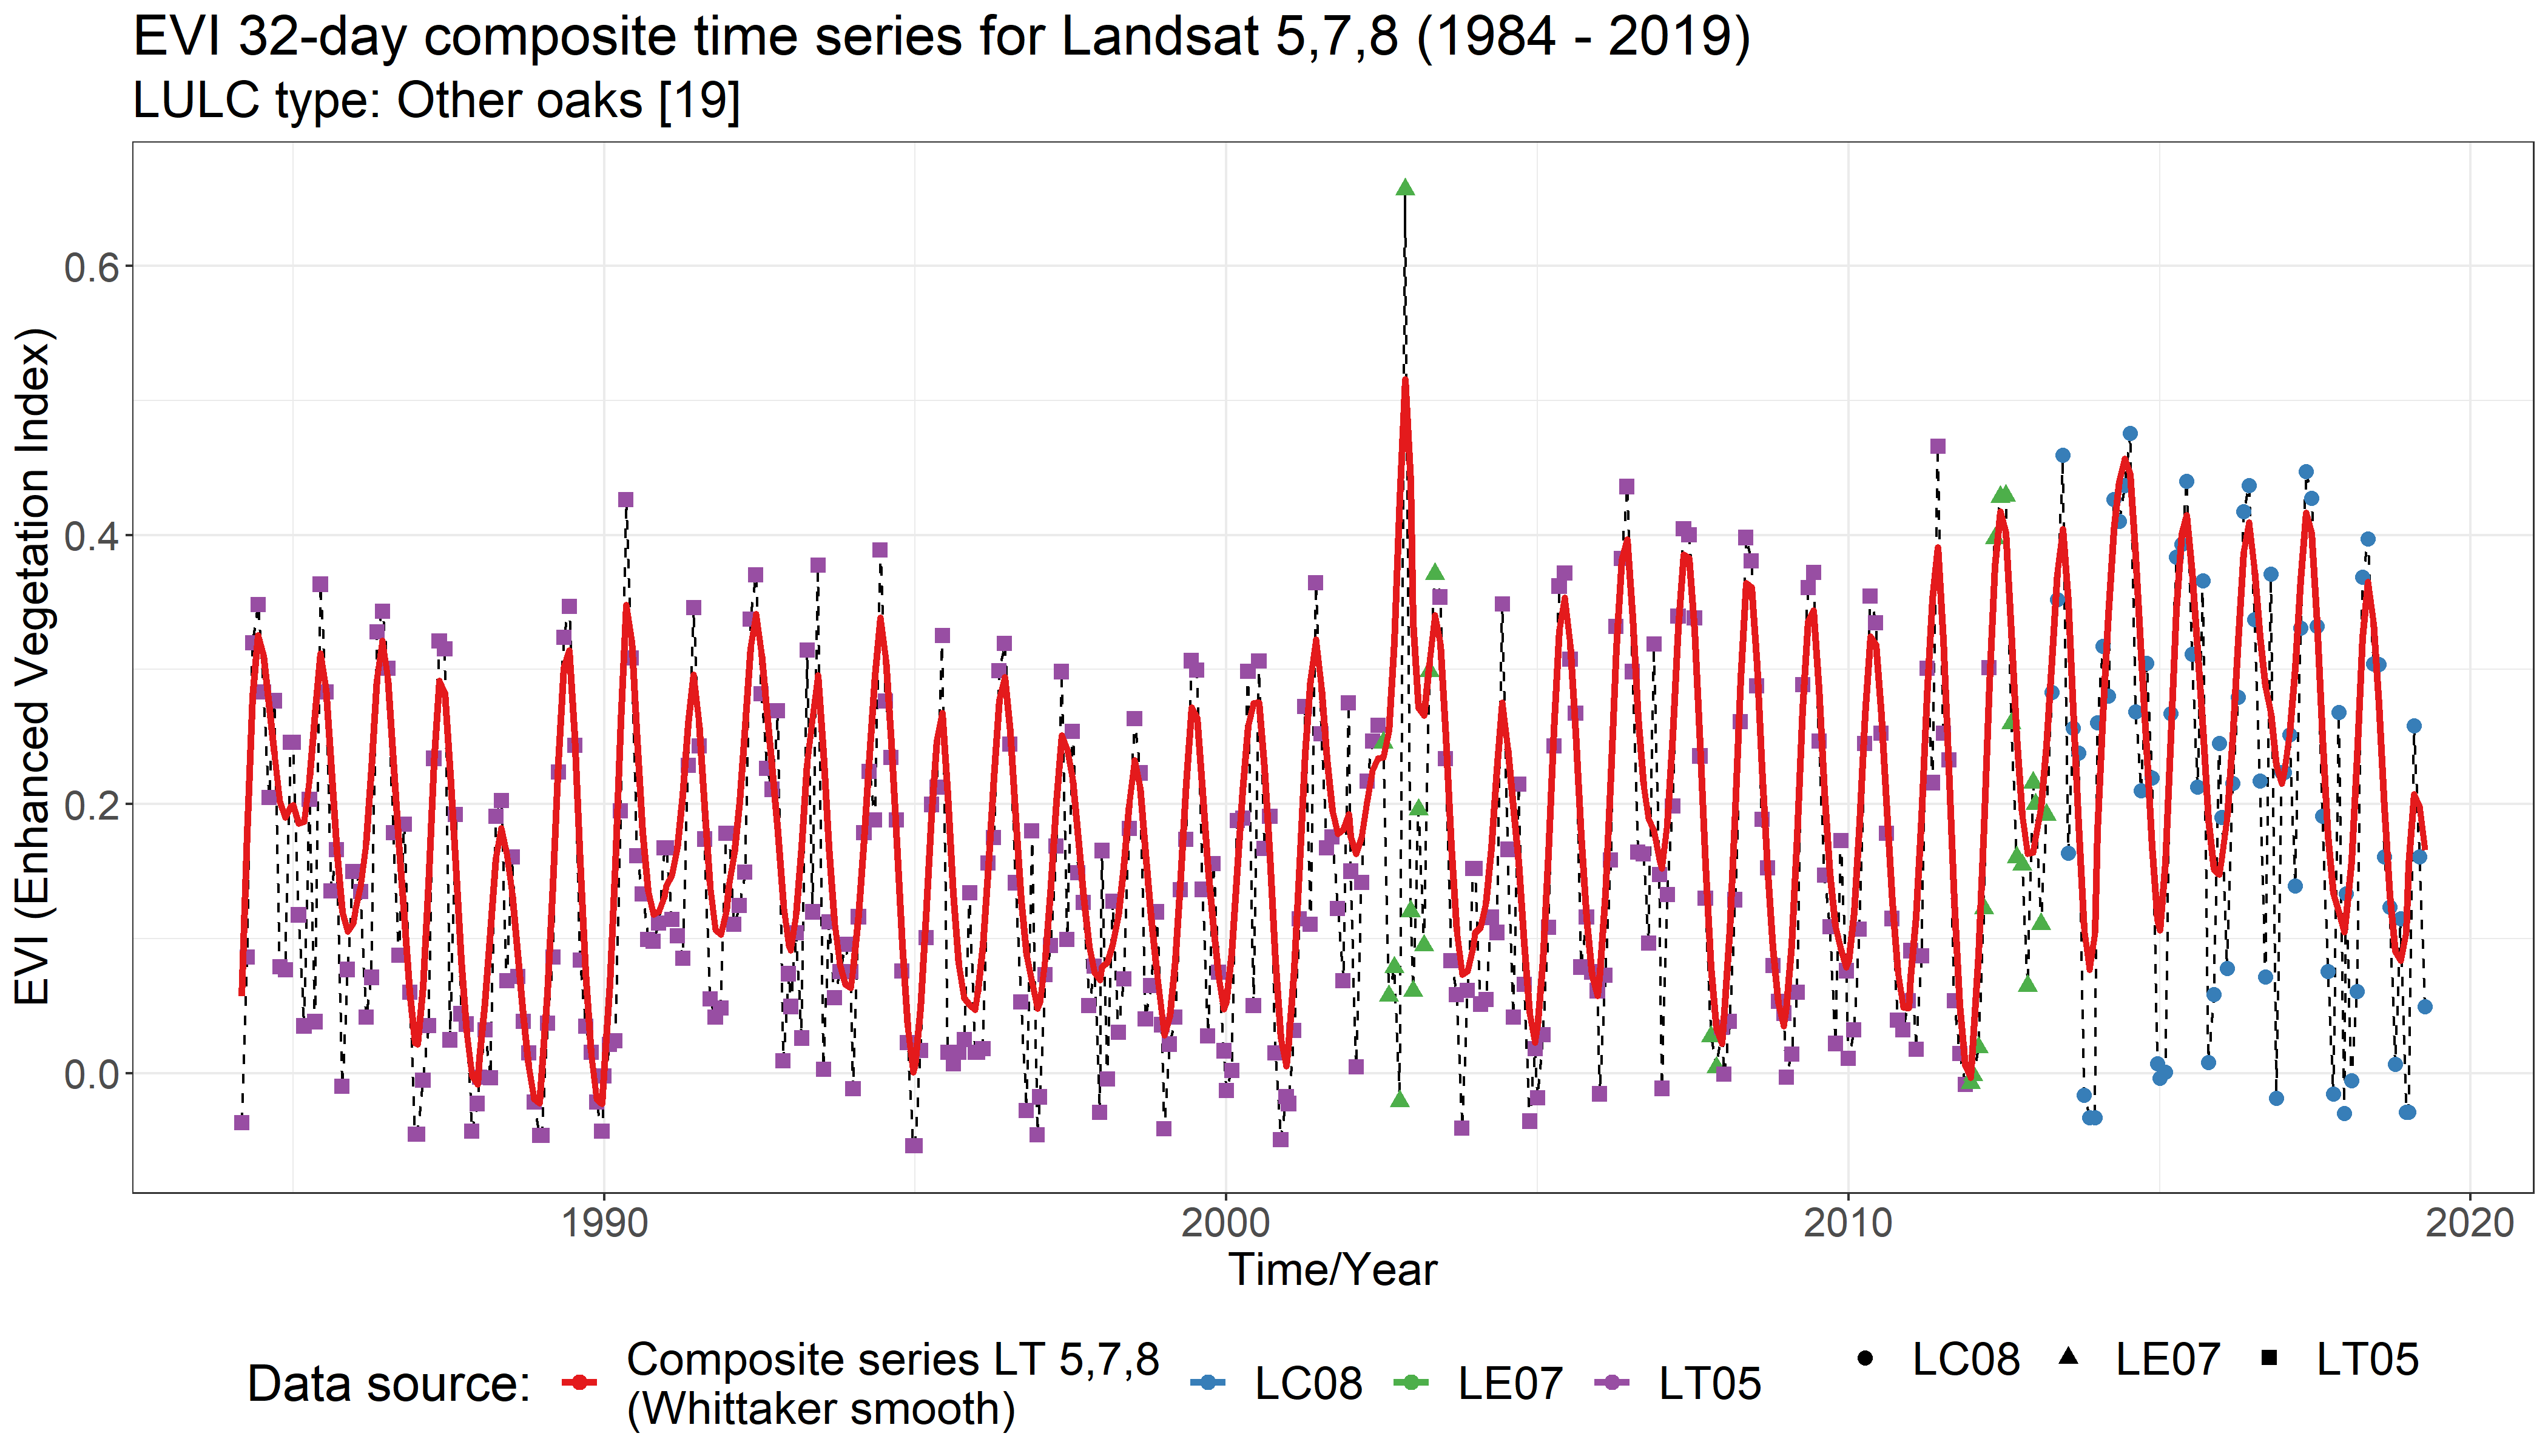 EVI 32-day composite time series for Landsat 5,7,8 (1984 - 2019)
LULC type: Other oaks [19]
EVI (Enhanced Vegetation Index)
0.6
0.4
0.2
0.0
1990 2000 2010 2020
Time/Year
Data source: Composite series LT 5,7,8
(Whittaker smooth) LC08 LE07 LT05
LC08 LE07 LT05